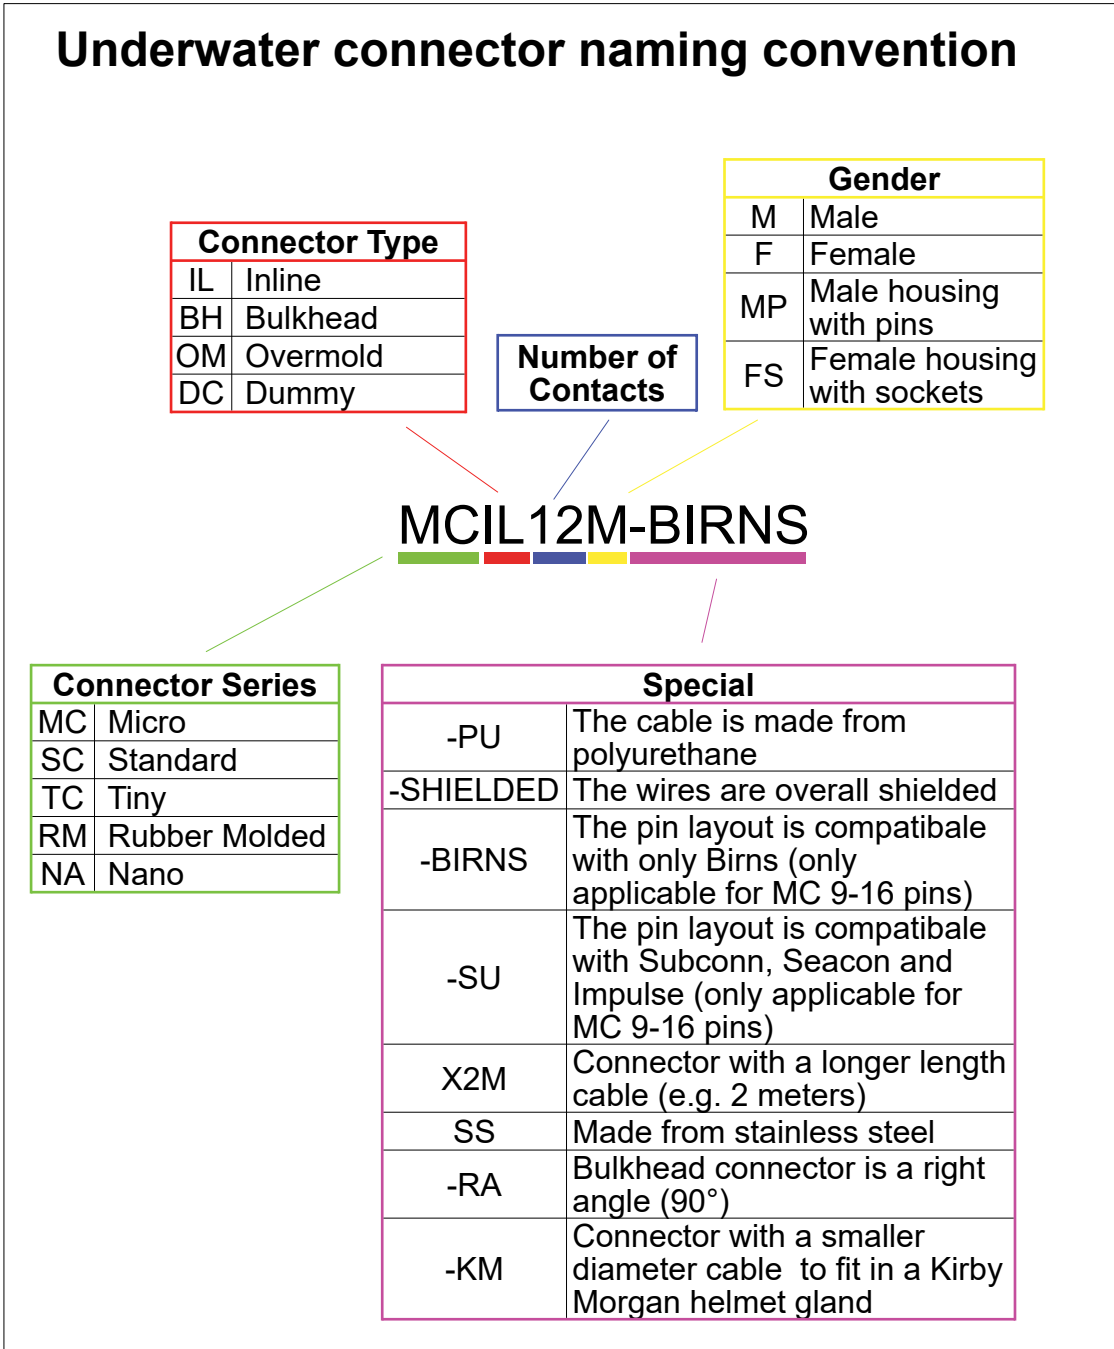 Underwater connector naming convention
Gender
M Male
F Female
MP Male housing
with pins
FS Female housing
with sockets
Connector Type
IL Inline
BH Bulkhead
OM Overmold
DC Dummy
Number of
Contacts
MCIL12M-BIRNS
Connector Series
MC Micro
SC Standard
TC Tiny
RM Rubber Molded
NA Nano
Special
-PU The cable is made from
polyurethane
-SHIELDED The wires are overall shielded
-BIRNS The pin layout is compatibale
with only Birns (only
applicable for MC 9-16 pins)
-SU The pin layout is compatibale
with Subconn, Seacon and
Impulse (only applicable for
MC 9-16 pins)
X2M Connector with a longer length
cable (e.g. 2 meters)
SS Made from stainless steel
-RA Bulkhead connector is a right
angle (90°)
-KM Connector with a smaller
diameter cable to fit in a Kirby
Morgan helmet gland